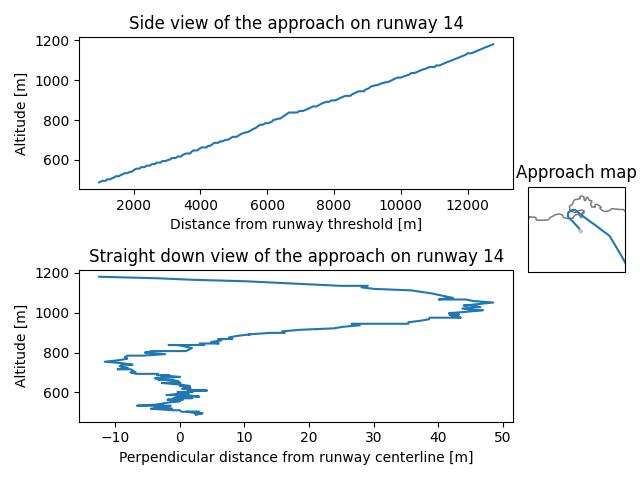 Side view of the approach on runway 14
1200
1000
800
600
Altitude [m]
2000 4000 6000 8000 10000 12000
Distance from runway threshold [m]
Approach map
Straight down view of the approach on runway 14
1200
1000
800
600
Altitude [m]
−10 0 10 20 30 40 50
Perpendicular distance from runway centerline [m]